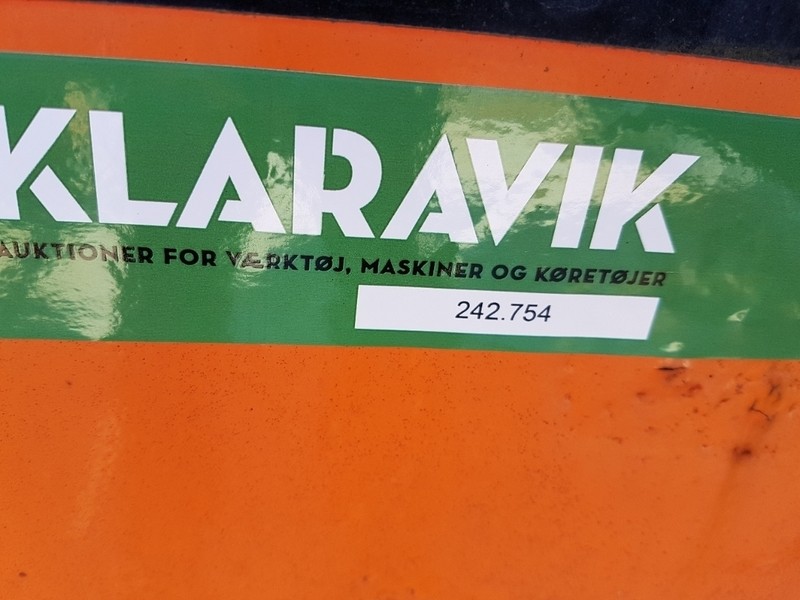 KLARAVIK
AUKTIONER FOR VÆRKTØJ, MASKINER OG KØRETØJER
242.754